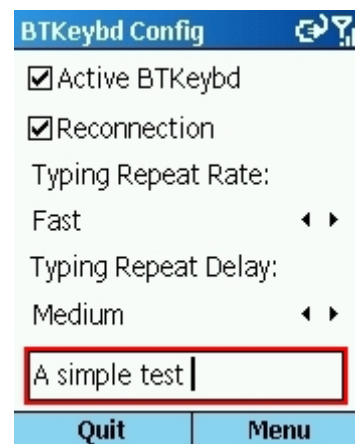 BTKeybd Config
Active BTKeybd
Reconnection
Typing Repeat Rate:
Fast
Typing Repeat Delay:
Medium
A simple test
Quit Menu